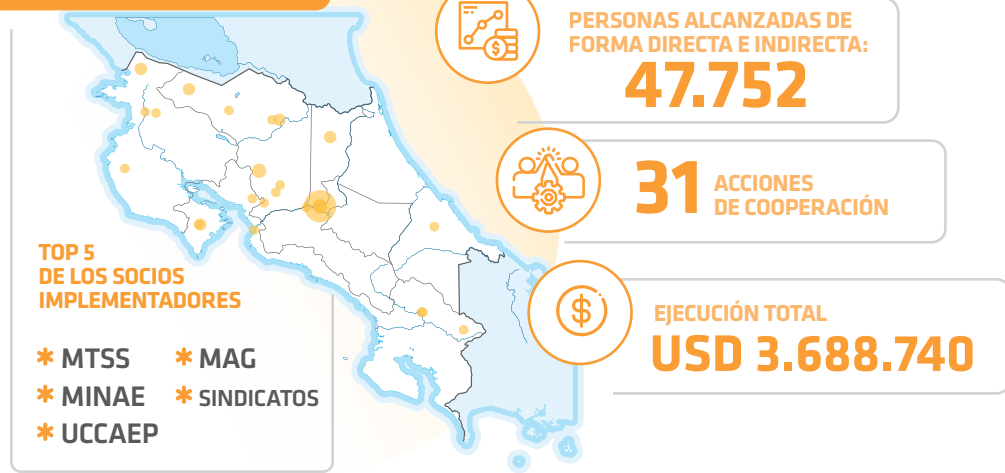 PERSONAS ALCANZADAS DE
FORMA DIRECTA E INDIRECTA:
47.752
31 ACCIONES
DE COOPERACIÓN
EJECUCIÓN TOTAL
USD 3.688.740
TOP 5
DE LOS SOCIOS
IMPLEMENTADORES
* MTSS
* MINAE
* UCCAEP
* MAG
* SINDICATOS